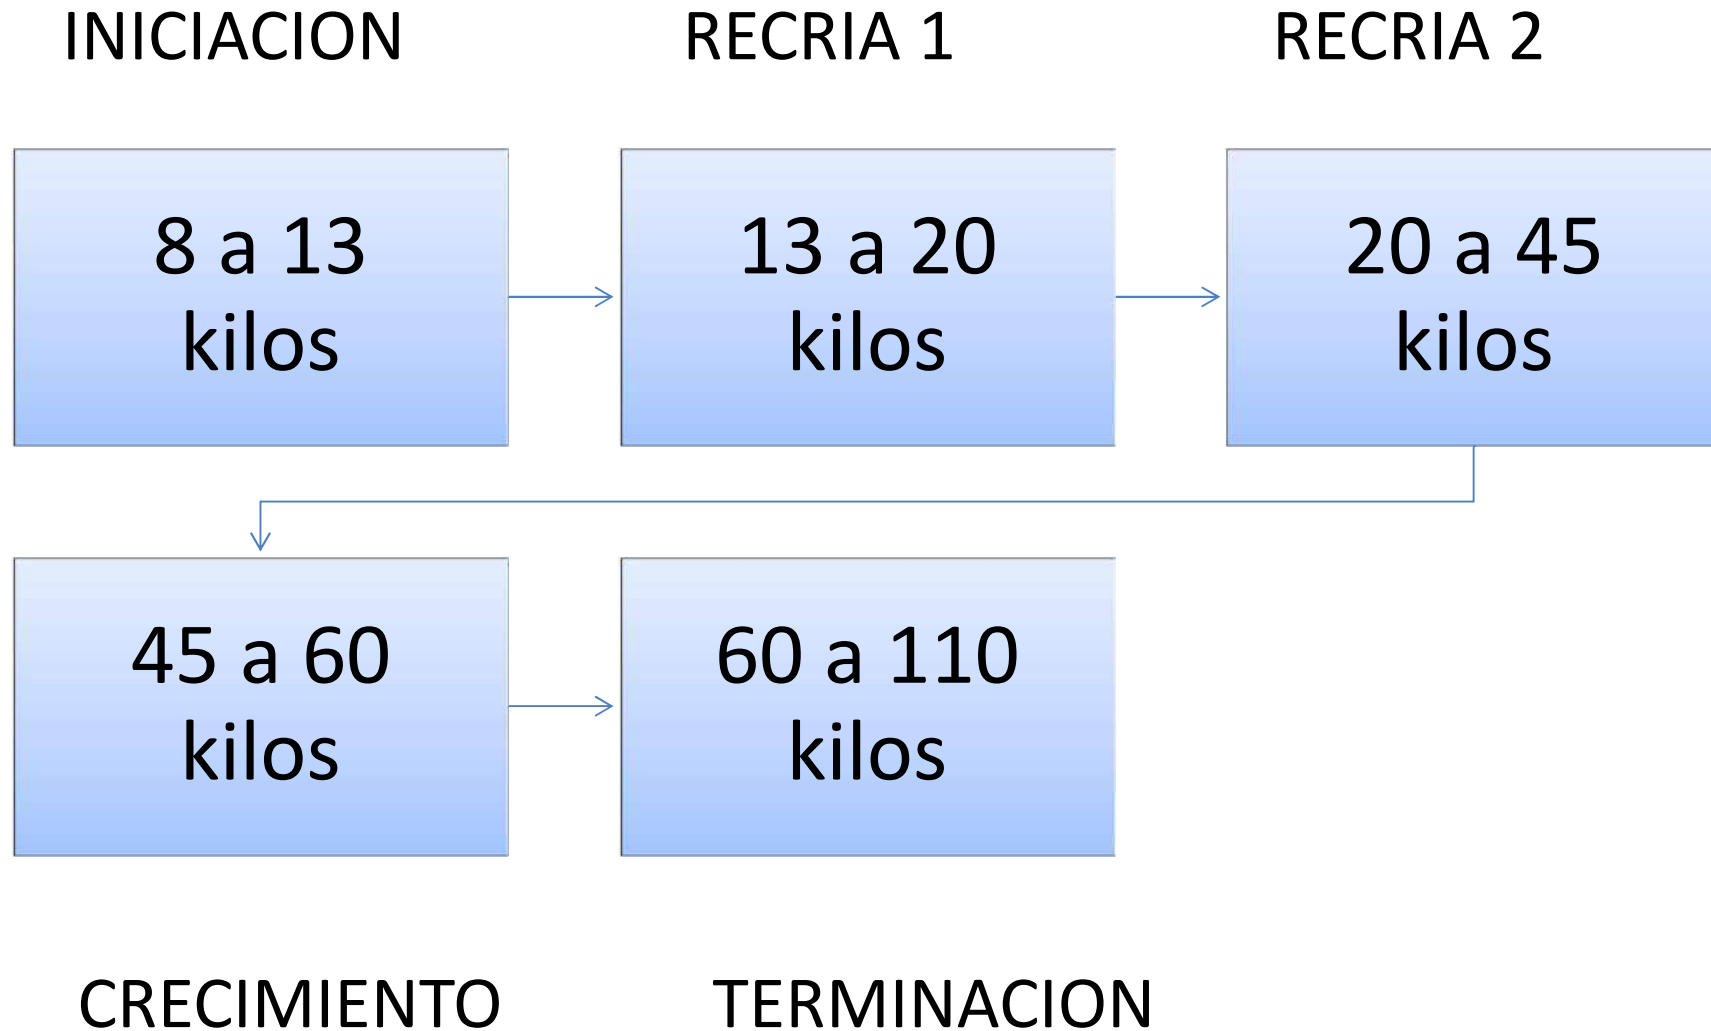 INICIACION
RECRIA 1
RECRIA 2
8 a 13
kilos
13 a 20
kilos
20 a 45
kilos
45 a 60
kilos
60 a 110
kilos
CRECIMIENTO
TERMINACION